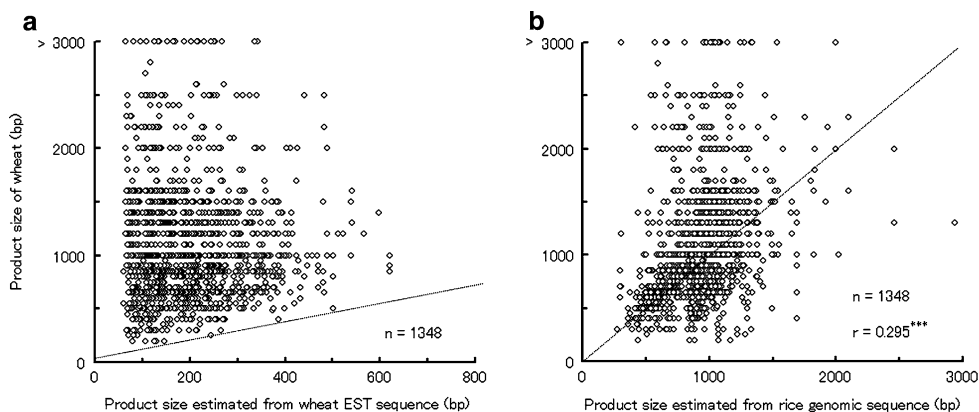 a
b
Product size of wheat (bp)
> 3000
2000
1000
0
0 200 400 600 800
n = 1348
Product size estimated from wheat EST sequence (bp)
> 3000
2000
1000
0
0 1000 2000 3000
n = 1348
r = 0.295***
Product size estimated from rice genomic sequence (bp)